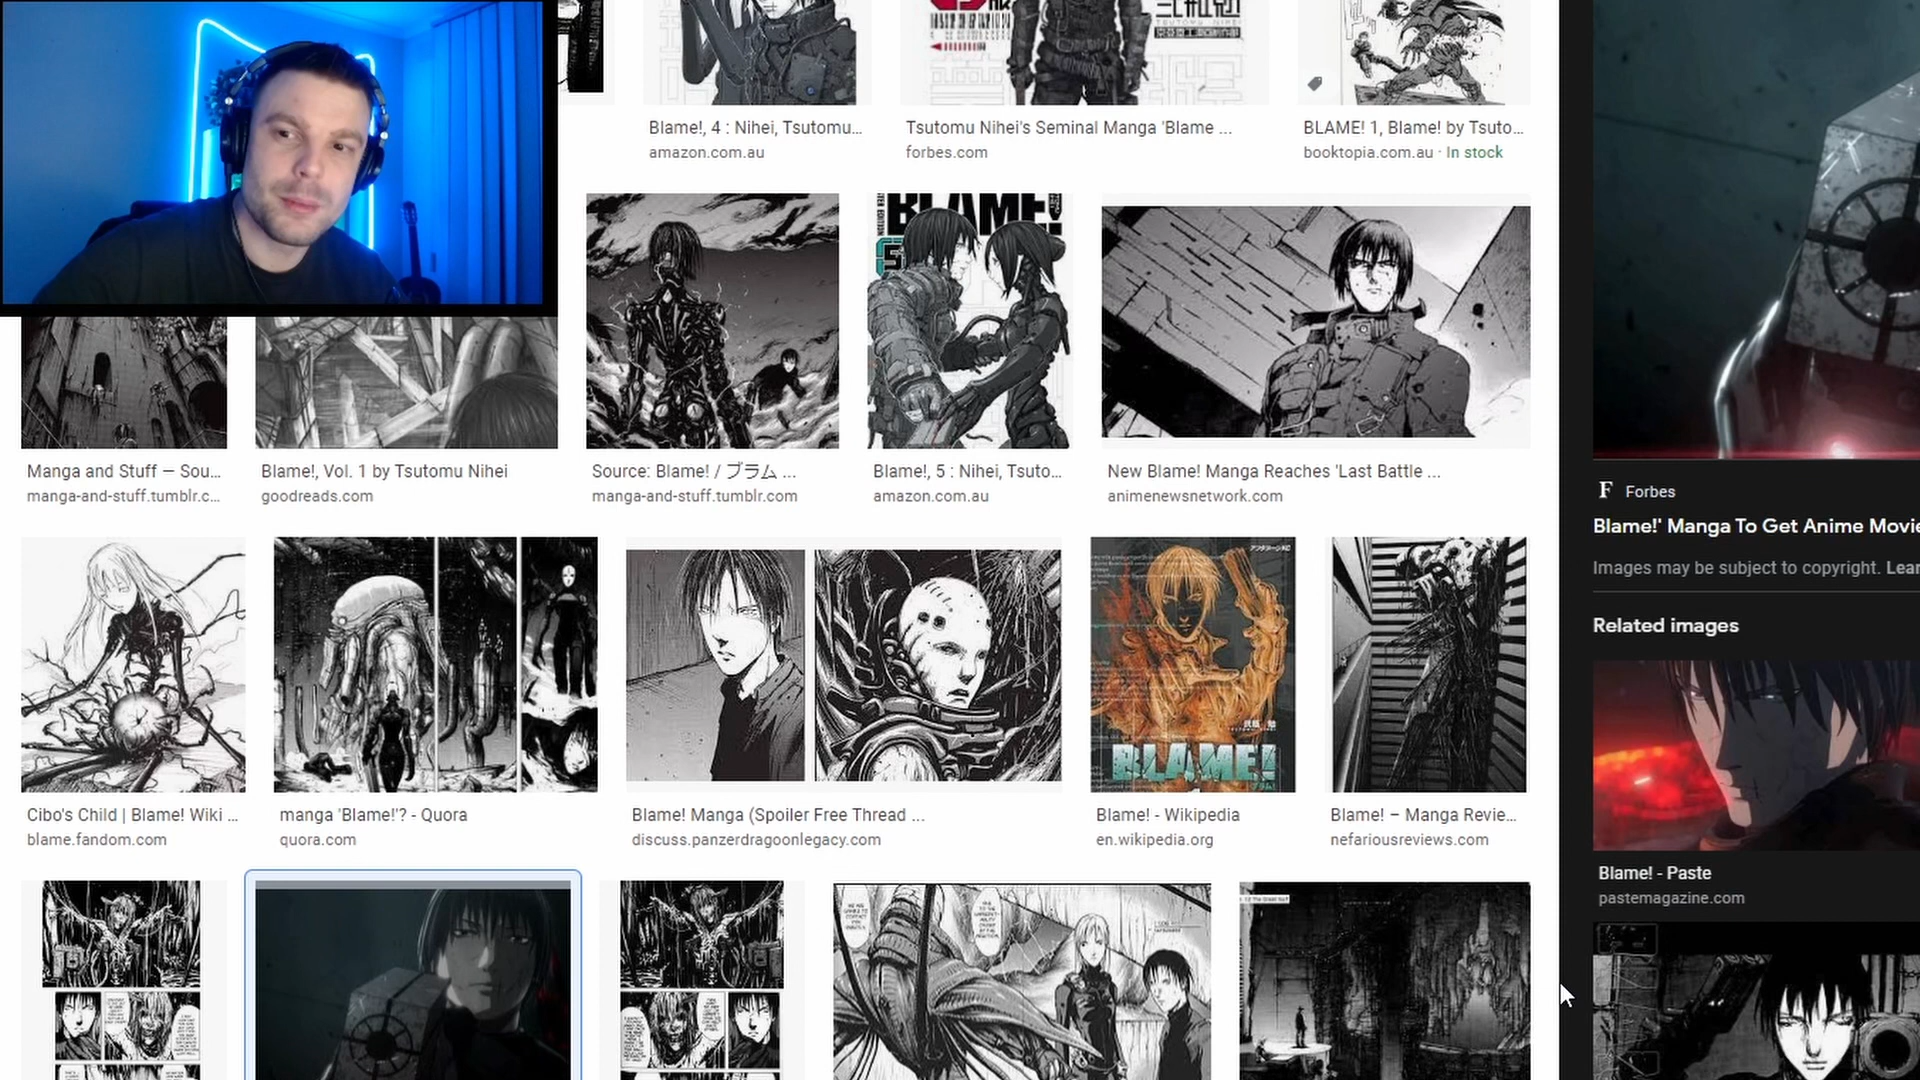 Blame!, 4 : Nihei, Tsutomu...
amazon.com.au
Tsutomu Nihei's Seminal Manga 'Blame ...
forbes.com
BLAME! 1, Blame! by Tsuto...
booktopia.com.au · In stock
TSUTOMU NIHEI
BLAME!
Manga and Stuff — Sou...
manga-and-stuff.tumblr.c...
Blame!, Vol. 1 by Tsutomu Nihei
goodreads.com
Source: Blame! / ブラム ...
manga-and-stuff.tumblr.com
Blame!, 5 : Nihei, Tsuto...
amazon.com.au
New Blame! Manga Reaches 'Last Battle ...
animenewsnetwork.com
F Forbes
Blame!' Manga To Get Anime Movie
Images may be subject to copyright. Lear
Related images
BLAME!
Cibo's Child | Blame! Wiki ...
blame.fandom.com
manga 'Blame!'? - Quora
quora.com
Blame! Manga (Spoiler Free Thread ...
discuss.panzerdragoonlegacy.com
Blame! - Wikipedia
en.wikipedia.org
Blame! – Manga Revie...
nefariousreviews.com
Blame! - Paste
pastemagazine.com